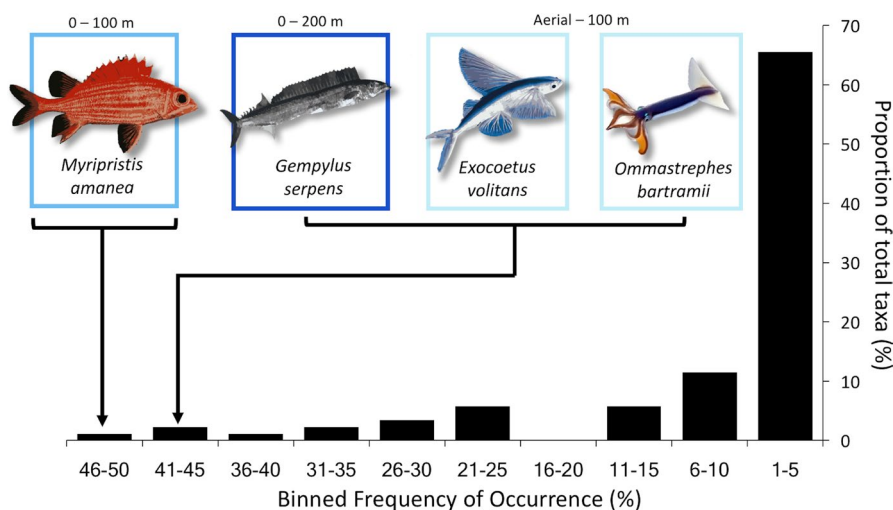 0 – 100 m
0 – 200 m
Aerial – 100 m
Myripristis
amanea
Gempylus
serpens
Exocoetus
volitans
Ommastrephes
bartramii
70
60
50
40
30
20
10
0
Proportion of total taxa (%)
46-50 41-45 36-40 31-35 26-30 21-25 16-20 11-15 6-10 1-5
Binned Frequency of Occurrence (%)